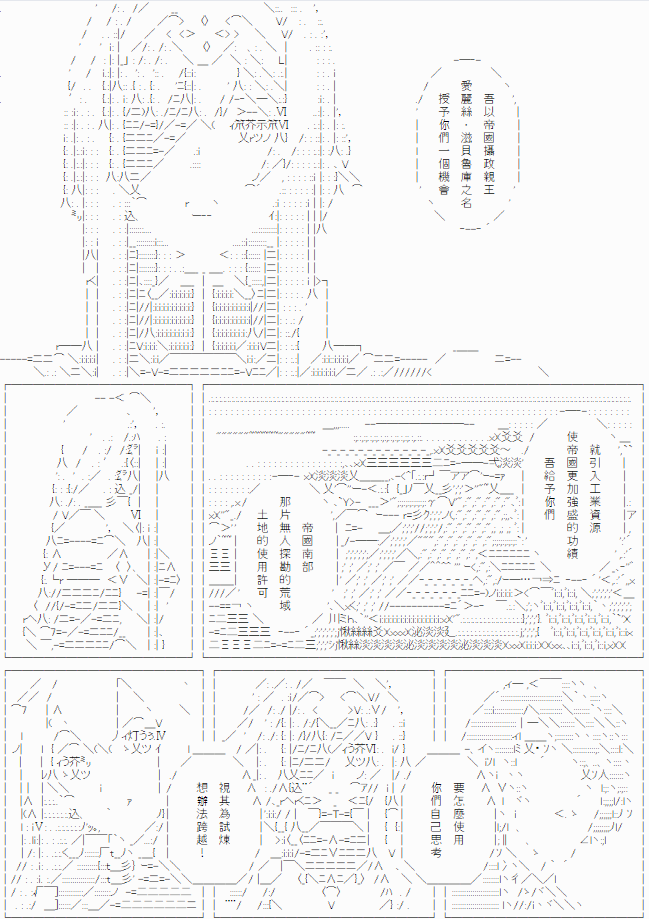 吾以帝國攝政親王
愛麗絲・滋貝魯庫之名
授予你們一個機會
就引入工業資源
使帝國更加強盛的功績
吾給予你們
帝國南部
那片無人探勘的荒域
土地的使用許可
要怎麼使用
你們自己思考
視其為試煉
想辦法跨越！